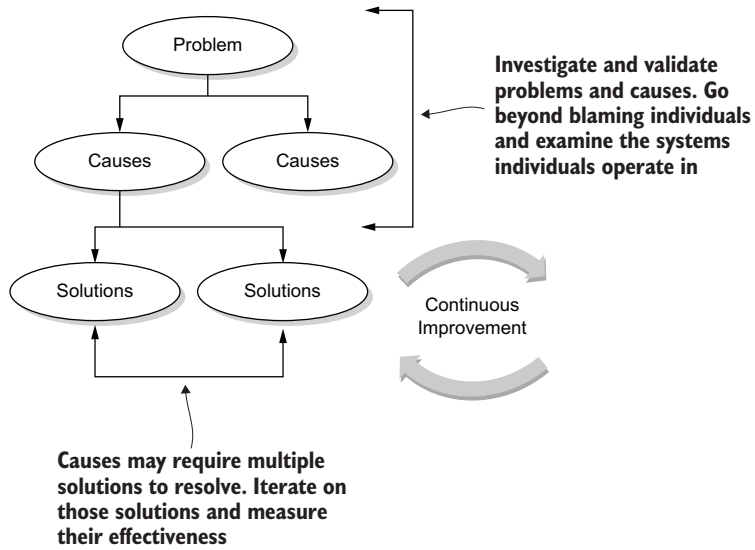 Problem
Investigate and validate
problems and causes. Go
beyond blaming individuals
and examine the systems
individuals operate in
Causes
Causes
Solutions
Solutions
Continuous
Improvement
Causes may require multiple
solutions to resolve. Iterate on
those solutions and measure
their effectiveness